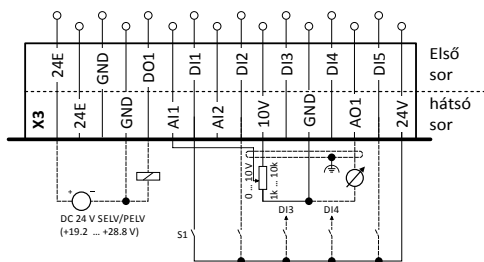 24E GND DO1 DI1 DI2 DI3 DI4 DI5
Első
sor
X3 24E GND AI1 AI2 10V GND AO1 24V
hátsó
sor
0 ... 10 V
1k ... 10k
DC 24 V SELV/PELV
(+19.2 ... +28.8 V)
S1
DI3
DI4
+
−